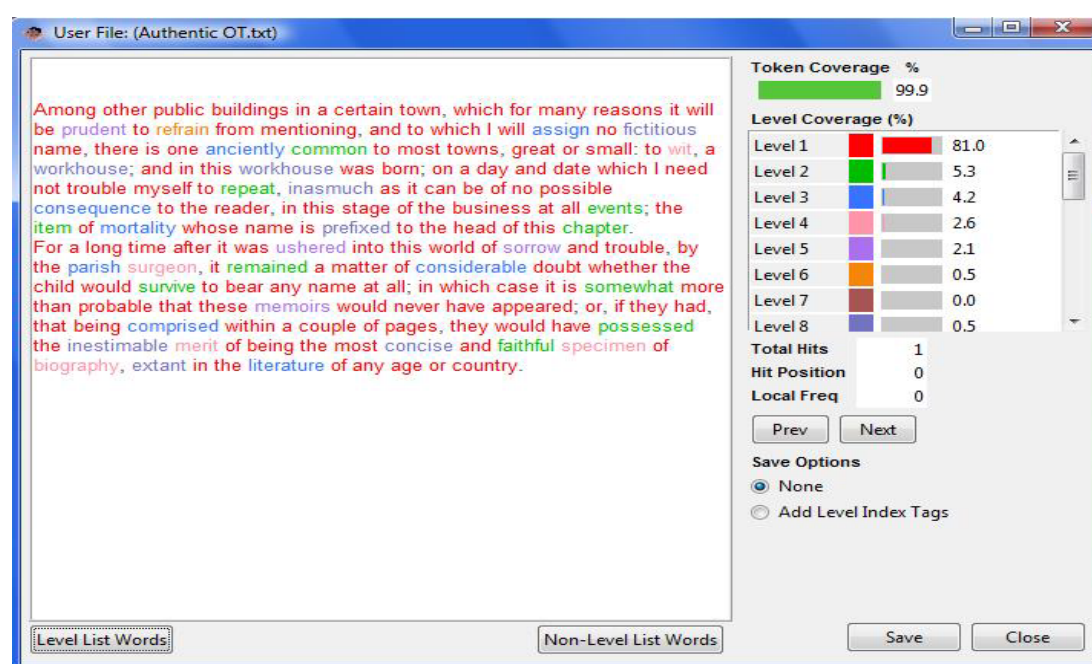 User File: (Authentic OT.txt)
Among other public buildings in a certain town, which for many reasons it will
be prudent to refrain from mentioning, and to which I will assign no fictitious
name, there is one anciently common to most towns, great or small: to wit, a
workhouse; and in this workhouse was born; on a day and date which I need
not trouble myself to repeat, inasmuch as it can be of no possible
consequence to the reader, in this stage of the business at all events; the
item of mortality whose name is prefixed to the head of this chapter.
For a long time after it was ushered into this world of sorrow and trouble, by
the parish surgeon, it remained a matter of considerable doubt whether the
child would survive to bear any name at all; in which case it is somewhat more
than probable that these memoirs would never have appeared; or, if they had,
that being comprised within a couple of pages, they would have possessed
the inestimable merit of being the most concise and faithful specimen of
biography, extant in the literature of any age or country.
Level List Words
Non-Level List Words
Token Coverage %
99.9
Level Coverage (%)
Level 1 81.0
Level 2 5.3
Level 3 4.2
Level 4 2.6
Level 5 2.1
Level 6 0.5
Level 7 0.0
Level 8 0.5
Total Hits 1
Hit Position 0
Local Freq 0
Prev Next
Save Options
None
Add Level Index Tags
Save Close